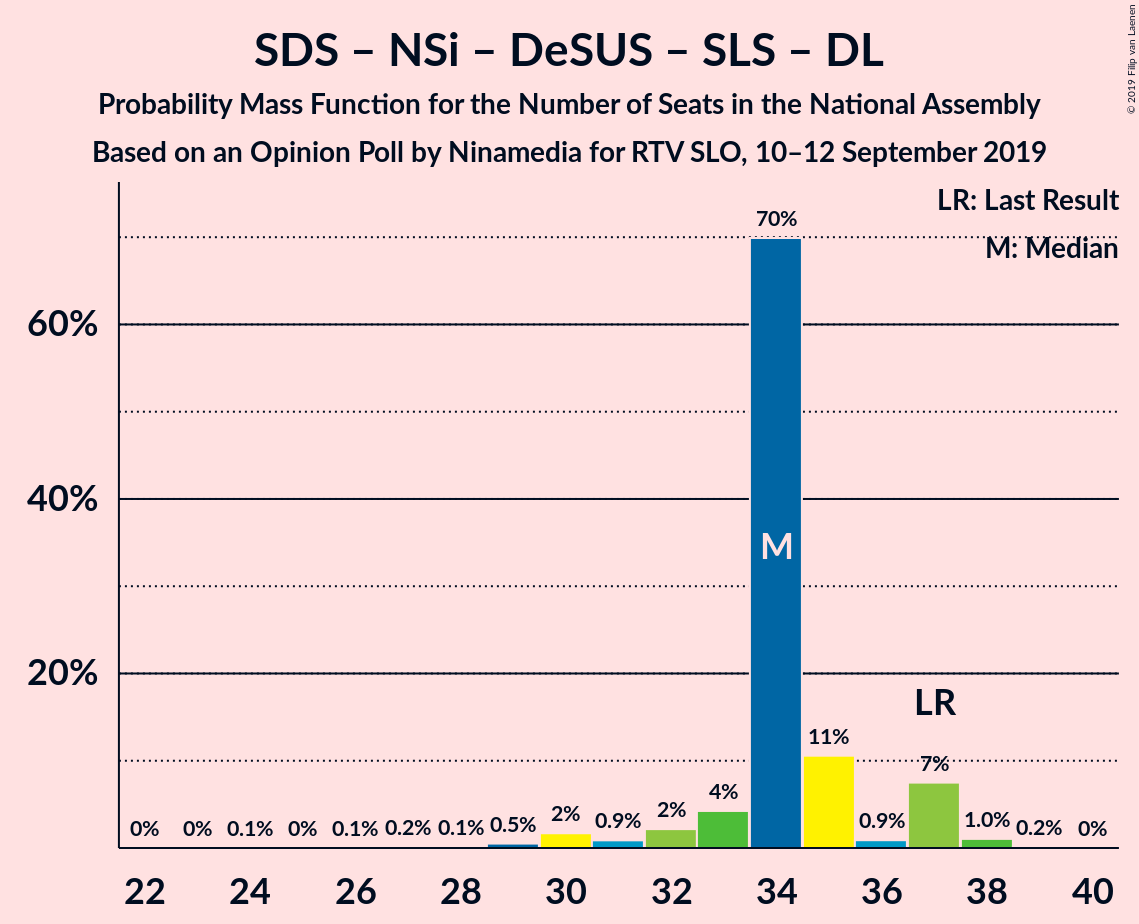 SDS – NSi – DeSUS – SLS – DL
Probability Mass Function for the Number of Seats in the National Assembly
Based on an Opinion Poll by Ninamedia for RTV SLO, 10–12 September 2019
© 2019 Filip van Laenen
LR: Last Result
M: Median
60%
40%
20%
0% 0% 0.1% 0% 0.1% 0.2% 0.1% 0.5% 2% 0.9% 2% 4% 70% 11% 0.9% 7% 1.0% 0.2% 0%
M
LR
22 24 26 28 30 32 34 36 38 40